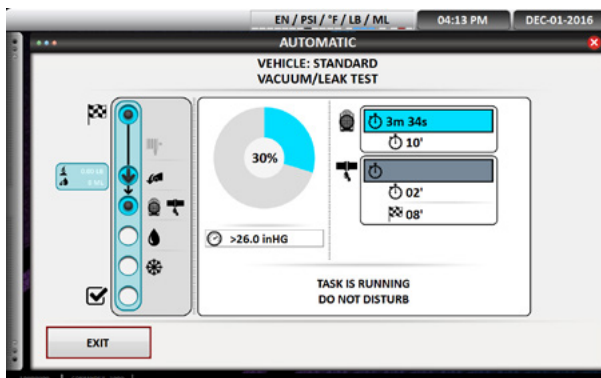 EN / PSI / °F / LB / ML
04:13 PM
DEC-01-2016
AUTOMATIC
VEHICLE: STANDARD
VACUUM/LEAK TEST
30%
>26.0 inHG
3m 34s
10'
02'
08'
TASK IS RUNNING
DO NOT DISTURB
EXIT